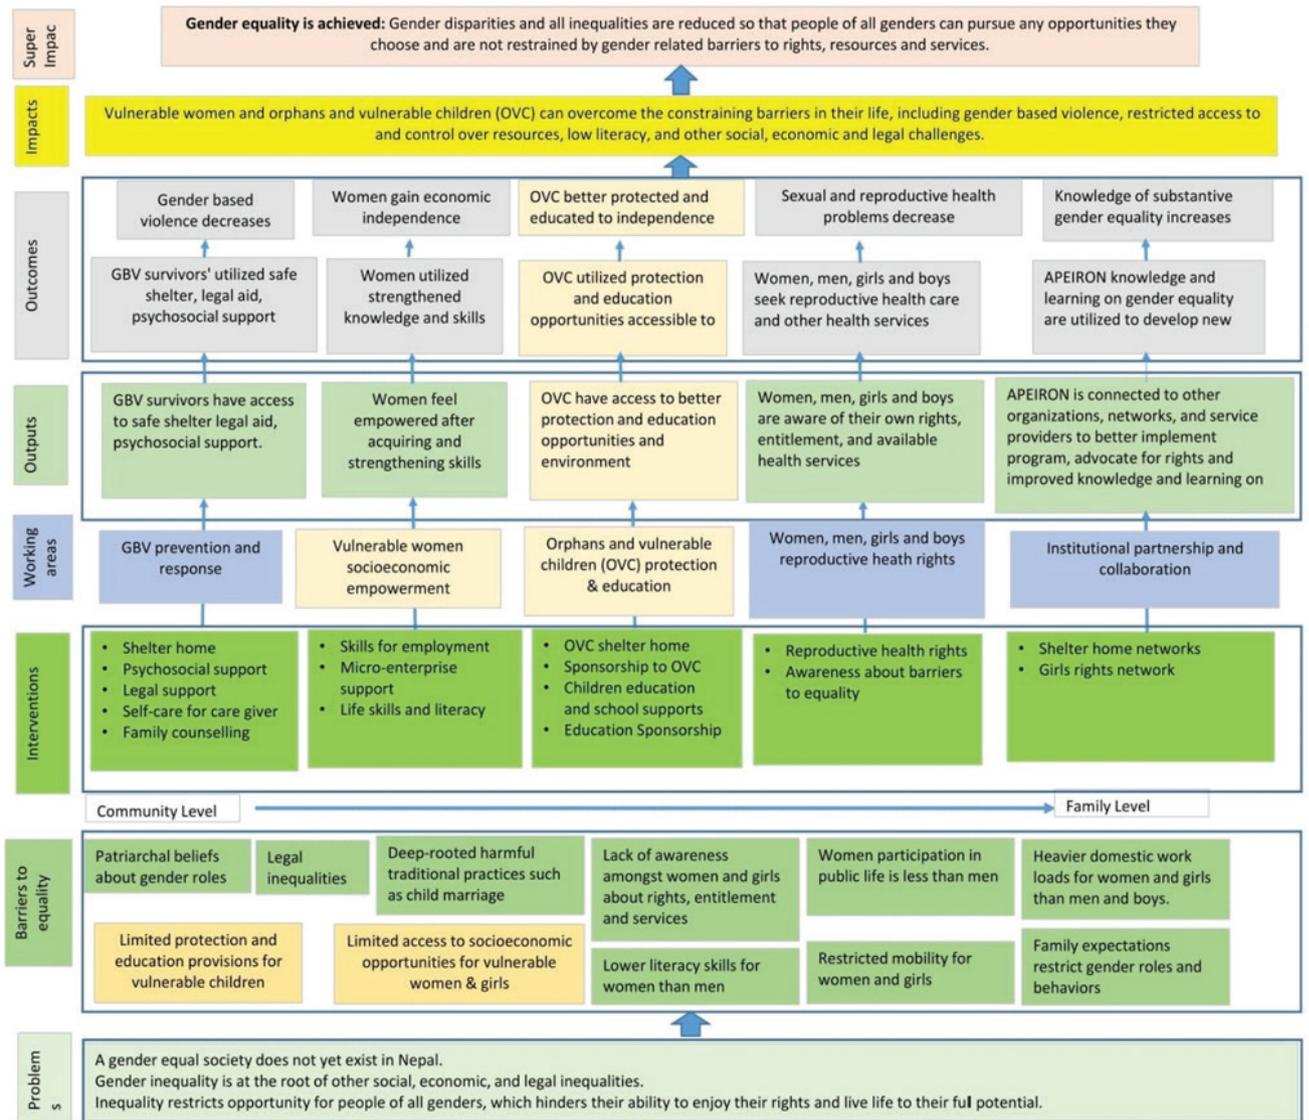 Super
Impac
Gender equality is achieved: Gender disparities and all inequalities are reduced so that people of all genders can pursue any opportunities they
choose and are not restrained by gender related barriers to rights, resources and services.
Impacts
Vulnerable women and orphans and vulnerable children (OVC) can overcome the constraining barriers in their life, including gender based violence, restricted access to
and control over resources, low literacy, and other social, economic and legal challenges.
Outcomes
Gender based
violence decreases
Women gain economic
independence
OVC better protected and
educated to independence
Sexual and reproductive health
problems decrease
Knowledge of substantive
gender equality increases
GBV survivors' utilized safe
shelter, legal aid,
psychosocial support
Women utilized
strengthened
knowledge and skills
OVC utilized protection
and education
opportunities accessible to
Women, men, girls and boys
seek reproductive health care
and other health services
APEIRON knowledge and
learning on gender equality
are utilized to develop new
Outputs
GBV survivors have access
to safe shelter legal aid,
psychosocial support.
Women feel
empowered after
acquiring and
strengthening skills
OVC have access to better
protection and education
opportunities and
environment
Women, men, girls and boys
are aware of their own rights,
entitlement, and available
health services
APEIRON is connected to other
organizations, networks, and service
providers to better implement
program, advocate for rights and
improved knowledge and learning on
Working
areas
GBV prevention and
response
Vulnerable women
socioeconomic
empowerment
Orphans and vulnerable
children (OVC) protection
& education
Women, men, girls and boys
reproductive heath rights
Institutional partnership and
collaboration
Interventions
• Shelter home
• Psychosocial support
• Legal support
• Self-care for care giver
• Family counselling
• Skills for employment
• Micro-enterprise
support
• Life skills and literacy
• OVC shelter home
• Sponsorship to OVC
• Children education
and school supports
• Education Sponsorship
• Reproductive health rights
• Awareness about barriers
to equality
• Shelter home networks
• Girls rights network
Community Level
Family Level
Barriers to
equality
Patriarchal beliefs
about gender roles
Legal
inequalities
Deep-rooted harmful
traditional practices such
as child marriage
Lack of awareness
amongst women and girls
about rights, entitlement
and services
Women participation in
public life is less than men
Heavier domestic work
loads for women and girls
than men and boys.
Limited protection and
education provisions for
vulnerable children
Limited access to socioeconomic
opportunities for vulnerable
women & girls
Lower literacy skills for
women than men
Restricted mobility for
women and girls
Family expectations
restrict gender roles and
behaviors
Problem
s
A gender equal society does not yet exist in Nepal.
Gender inequality is at the root of other social, economic, and legal inequalities.
Inequality restricts opportunity for people of all genders, which hinders their ability to enjoy their rights and live life to their full potential.